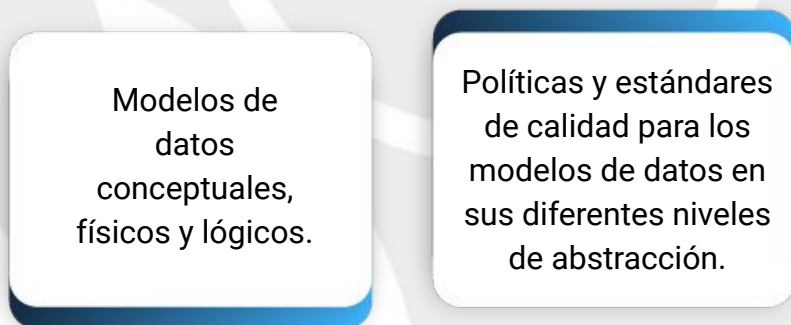 Modelos de
datos
conceptuales,
físicos y lógicos.
Políticas y estándares
de calidad para los
modelos de datos en
sus diferentes niveles
de abstracción.